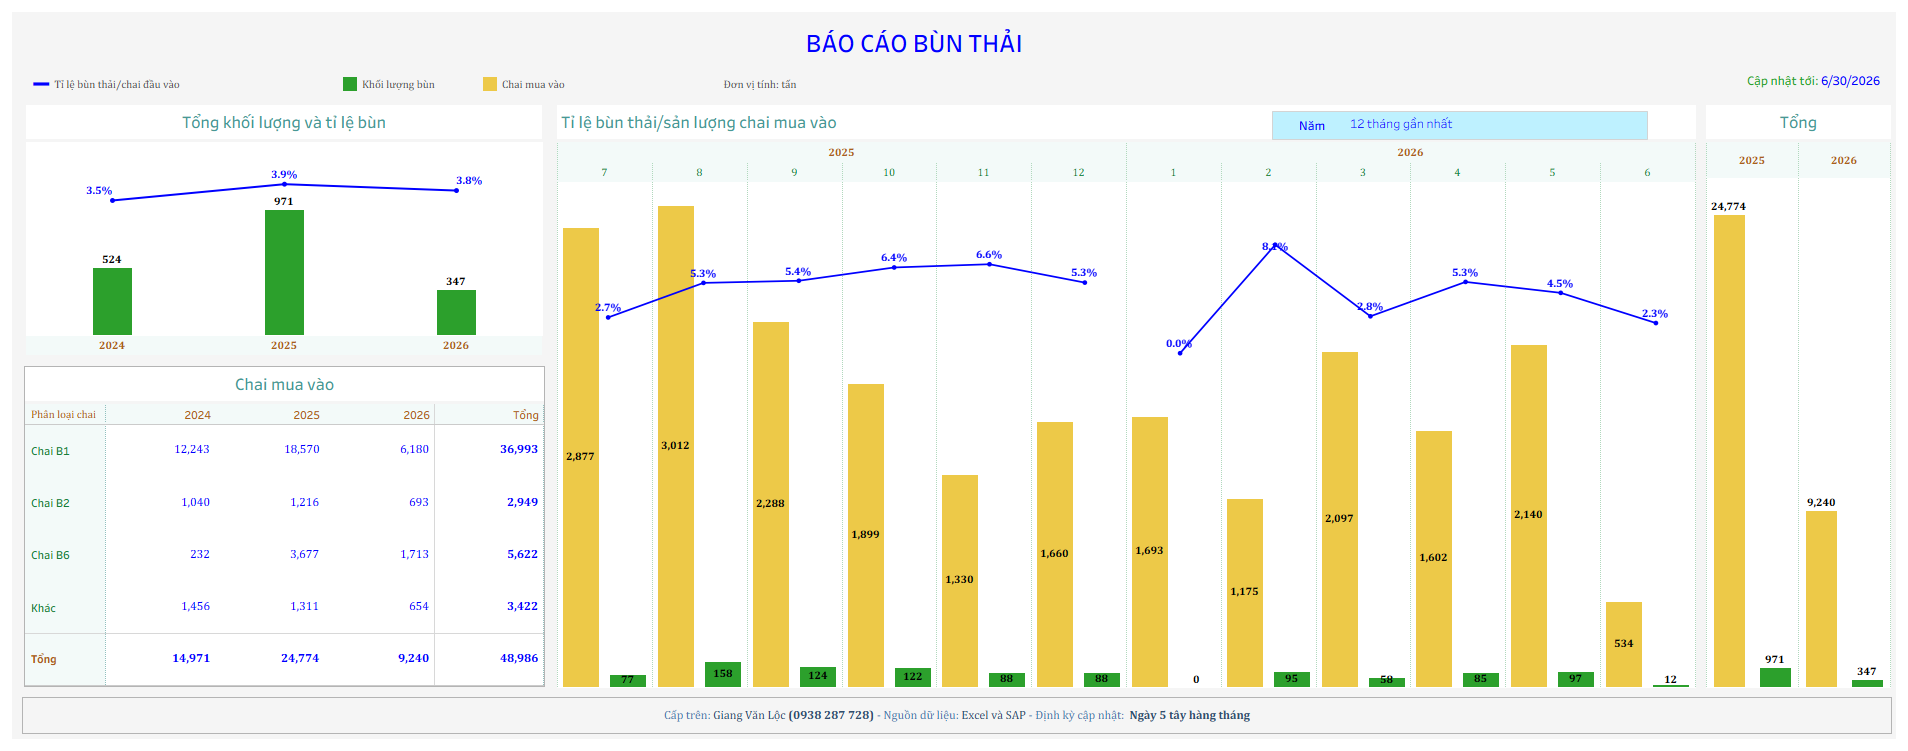 BÁO CÁO BÙN THẢI
Tỉ lệ bùn thải/chai đầu vào
Khối lượng bùn
Chai mua vào
Đơn vị tính: tấn
Cập nhật tới: 6/30/2026
Tổng khối lượng và tỉ lệ bùn
3.5% 3.9% 3.8%
524 971 347
2024 2025 2026
Chai mua vào
Phân loại chai 2024 2025 2026 Tổng
Chai B1 12,243 18,570 6,180 36,993
Chai B2 1,040 1,216 693 2,949
Chai B6 232 3,677 1,713 5,622
Khác 1,456 1,311 654 3,422
Tổng 14,971 24,774 9,240 48,986
Tỉ lệ bùn thải/sản lượng chai mua vào
Năm 12 tháng gần nhất
2025 2026
7 8 9 10 11 12 1 2 3 4 5 6
2.7% 5.3% 5.4% 6.4% 6.6% 5.3% 0.0% 8.1% 2.8% 5.3% 4.5% 2.3%
2,877 3,012 2,288 1,899 1,330 1,660 1,693 1,175 2,097 1,602 2,140 534
77 158 124 122 88 88 0 95 58 85 97 12
Tổng
2025 2026
24,774 9,240
971 347
Cấp trên: Giang Văn Lộc (0938 287 728) - Nguồn dữ liệu: Excel và SAP - Định kỳ cập nhật: Ngày 5 tây hàng tháng